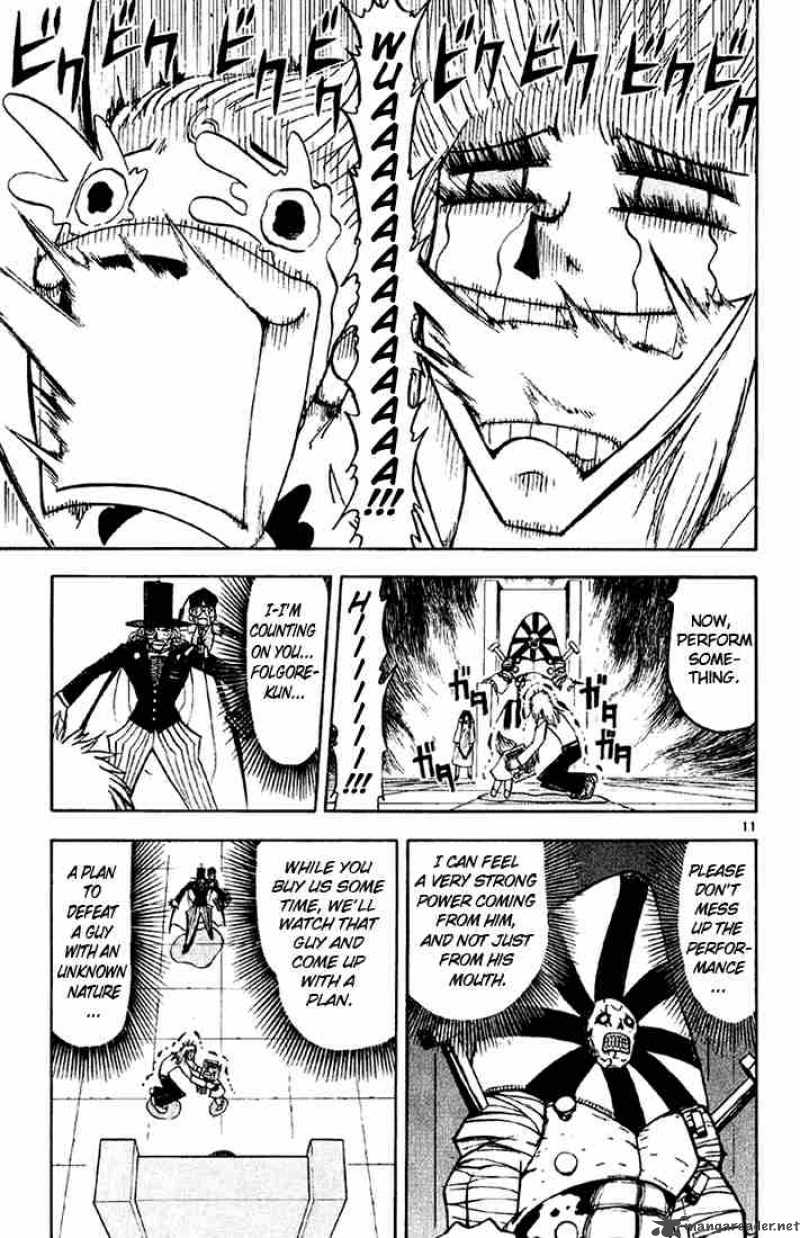 ビクビクビクビク
WUAAAAAAAAAAAAAAA!!!
ビクビクビクビク
NOW,
PERFORM
SOME-
THING.
ガタ
ガタ
ガタ
HIIIIIII!!!
I-I'M
COUNTING
ON YOU...
FOLGORE-
KUN...
11
PLEASE
DON'T
MESS
UP THE
PERFOR-
MANCE
...
I CAN FEEL
A VERY STRONG
POWER COMING
FROM HIM,
AND NOT JUST
FROM HIS
MOUTH.
WHILE YOU
BUY US SOME
TIME, WE'LL
WATCH THAT
GUY AND
COME UP
WITH A
PLAN.
A PLAN
TO
DEFEAT
A GUY
WITH AN
UNKNOWN
NATURE
...
mangareader.net